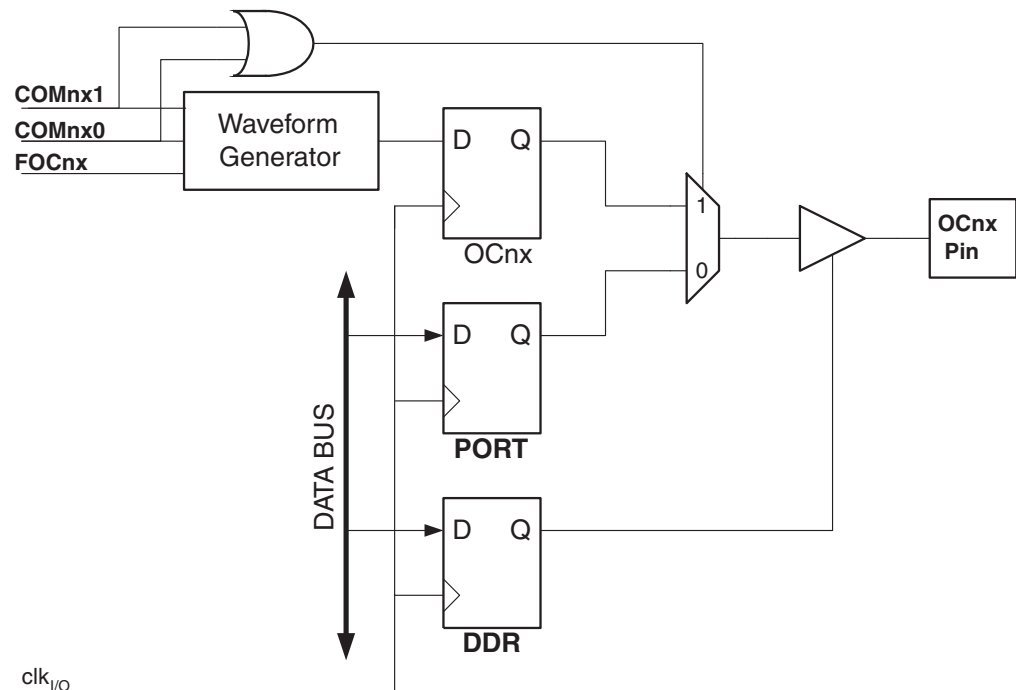 COMnx1
COMnx0
FOCnx
Waveform
Generator
D Q
OCnx
1
0
OCnx
Pin
D Q
PORT
DATA BUS
D Q
DDR
clkI/O